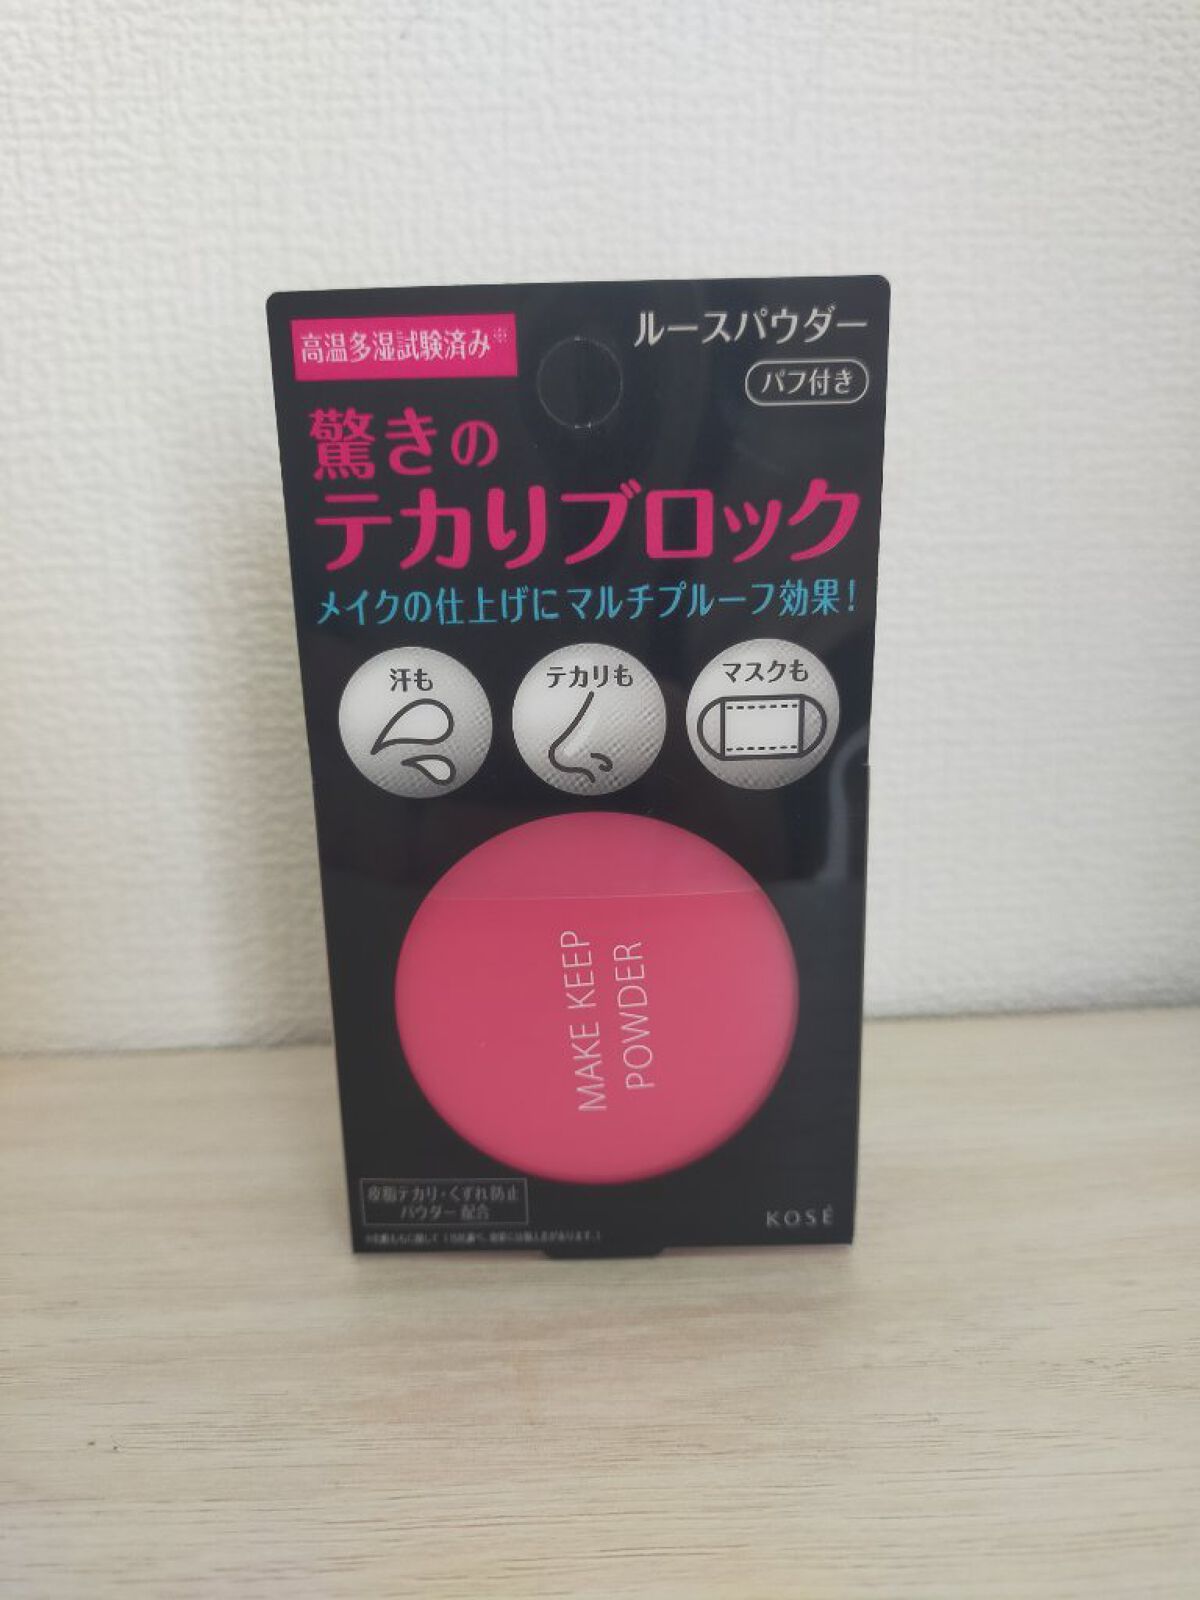 高温多湿試験済み※
ルースパウダー
パフ付き
驚きの
テカリブロック
メイクの仕上げにマルチプルーフ効果!
汗も
テカリも
マスクも
MAKE KEEP
POWDER
皮脂テカリ・くずれ防止
パウダー配合
KOSÉ